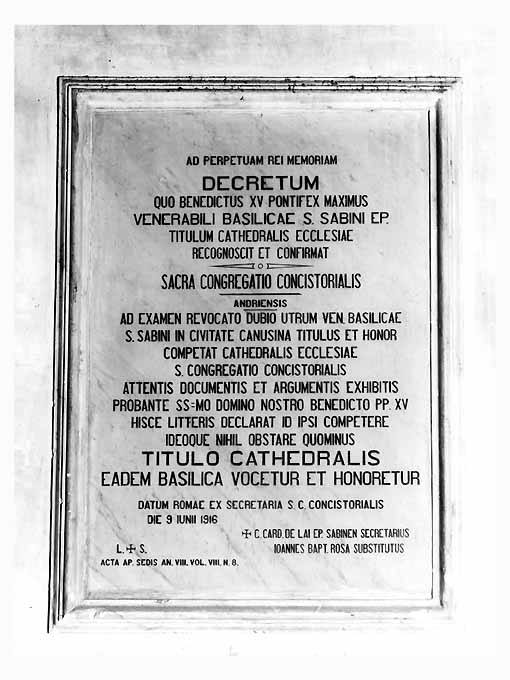 AD PERPETUAM REI MEMORIAM
DECRETUM
QUO BENEDICTUS XV PONTIFEX MAXIMUS
VENERABILI BASILICAE S. SABINI EP.
TITULUM CATHEDRALIS ECCLESIAE
RECOGNOSCIT ET CONFIRMAT
SACRA CONGREGATIO CONCISTORIALIS
ANDRIENSIS
AD EXAMEN REVOCATO DUBIO UTRUM VEN. BASILICAE
S. SABINI IN CIVITATE CANUSINA TITULUS ET HONOR
COMPETAT CATHEDRALIS ECCLESIAE
S. CONGREGATIO CONCISTORIALIS
ATTENTIS DOCUMENTIS ET ARGUMENTIS EXHIBITIS
PROBANTE SS=MO DOMINO NOSTRO BENEDICTO PP. XV
HISCE LITTERIS DECLARAT ID IPSI COMPETERE
IDEOQUE NIHIL OBSTARE QUOMINUS
TITULO CATHEDRALIS
EADEM BASILICA VOCETUR ET HONORETUR
DATUM ROMAE EX SECRETARIA S. C. CONCISTORIALIS
DIE 9 IUNII 1916
✠ C. CARD. DE LAI EP. SABINEN SECRETARIUS
L. ✠ S. IOANNES BAPT. ROSA SUBSTITUTUS
ACTA AP. SEDIS AN. VIII. VOL. VIII. N. 8.